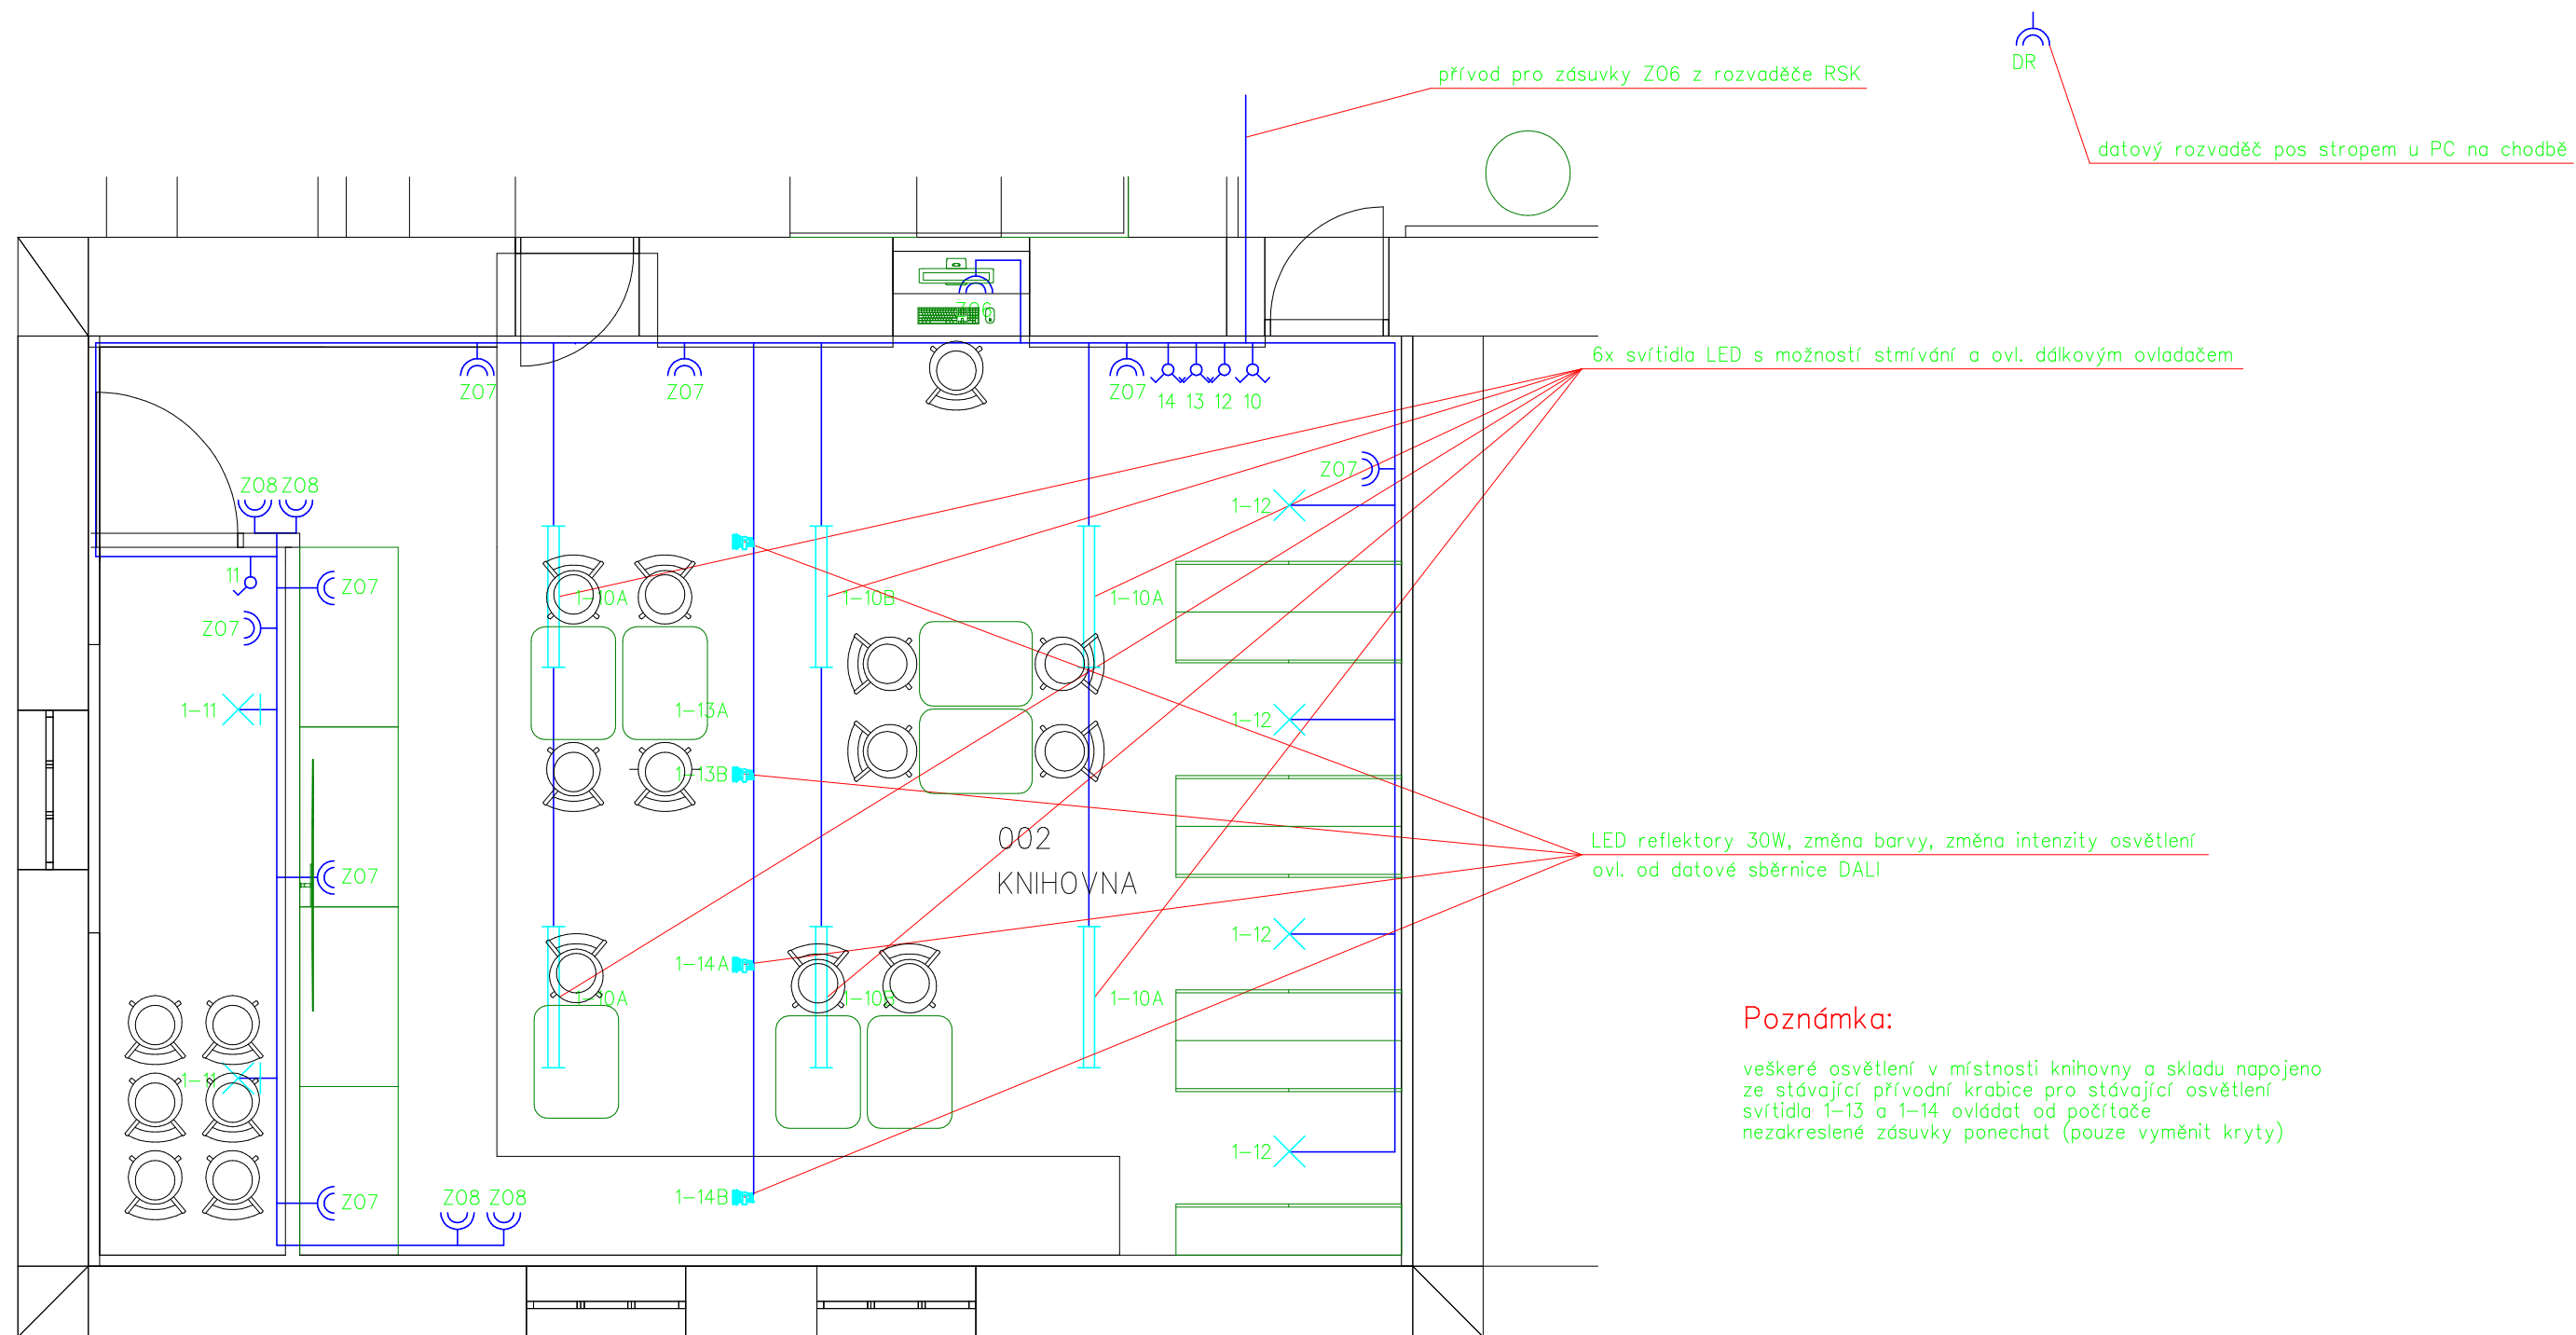 DR
přívod pro zásuvky Z06 z rozvaděče RSK
datový rozvaděč pos stropem u PC na chodbě
Z06
6x svítidla LED s možností stmívání a ovl. dálkovým ovladačem
Z07
Z07
Z07
14 13 12 10
Z07
Z08 Z08
1-12
11
Z07
1-10A
1-10B
1-10A
Z07
1-11
1-13A
1-12
1-13B
002
KNIHOVNA
LED reflektory 30W, změna barvy, změna intenzity osvětlení
ovl. od datové sběrnice DALI
Z07
1-12
1-14A
1-10A
1-10B
1-10A
Poznámka:
veškeré osvětlení v místnosti knihovny a skladu napojeno
ze stávající přívodní krabice pro stávající osvětlení
svítidla 1-13 a 1-14 ovládat od počítače
nezakreslené zásuvky ponechat (pouze vyměnit kryty)
1-11
1-12
Z07
Z08 Z08
1-14B